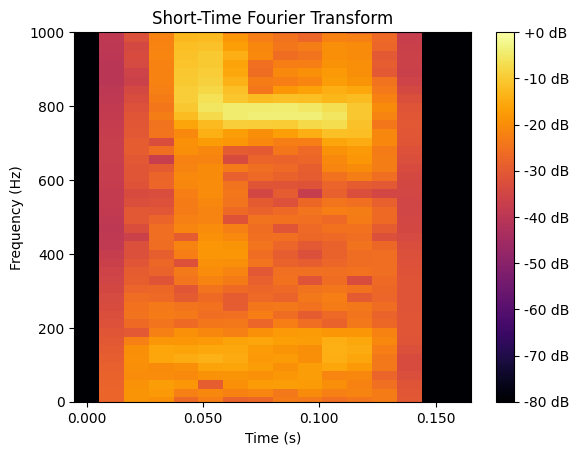 Short-Time Fourier Transform
1000
800
600
400
200
0
Frequency (Hz)
0.000
0.050
0.100
0.150
Time (s)
+0 dB
-10 dB
-20 dB
-30 dB
-40 dB
-50 dB
-60 dB
-70 dB
-80 dB